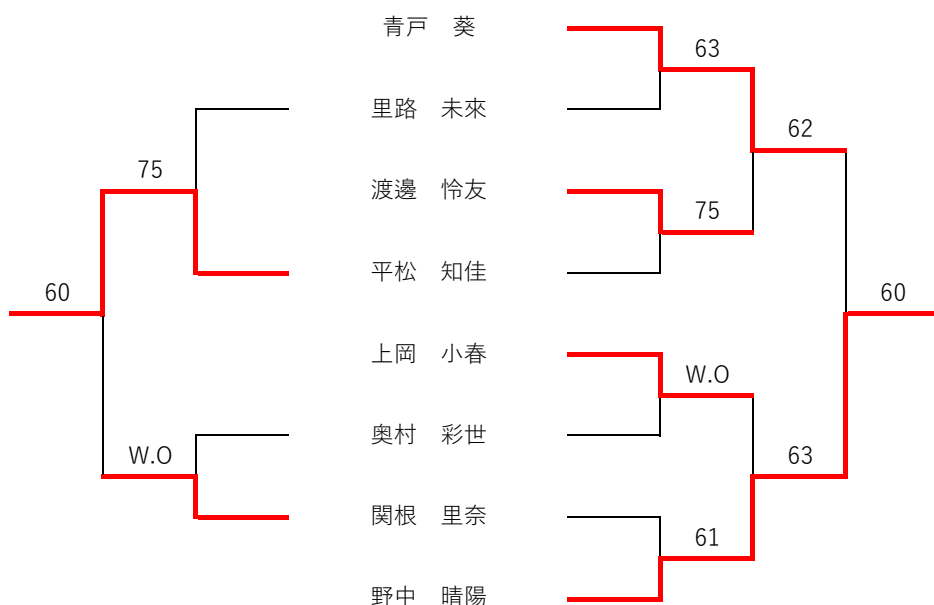 青戸　葵
63
里路　未來
62
75
渡邊　怜友
75
平松　知佳
60
60
上岡　小春
W.O
奥村　彩世
W.O
63
関根　里奈
61
野中　晴陽